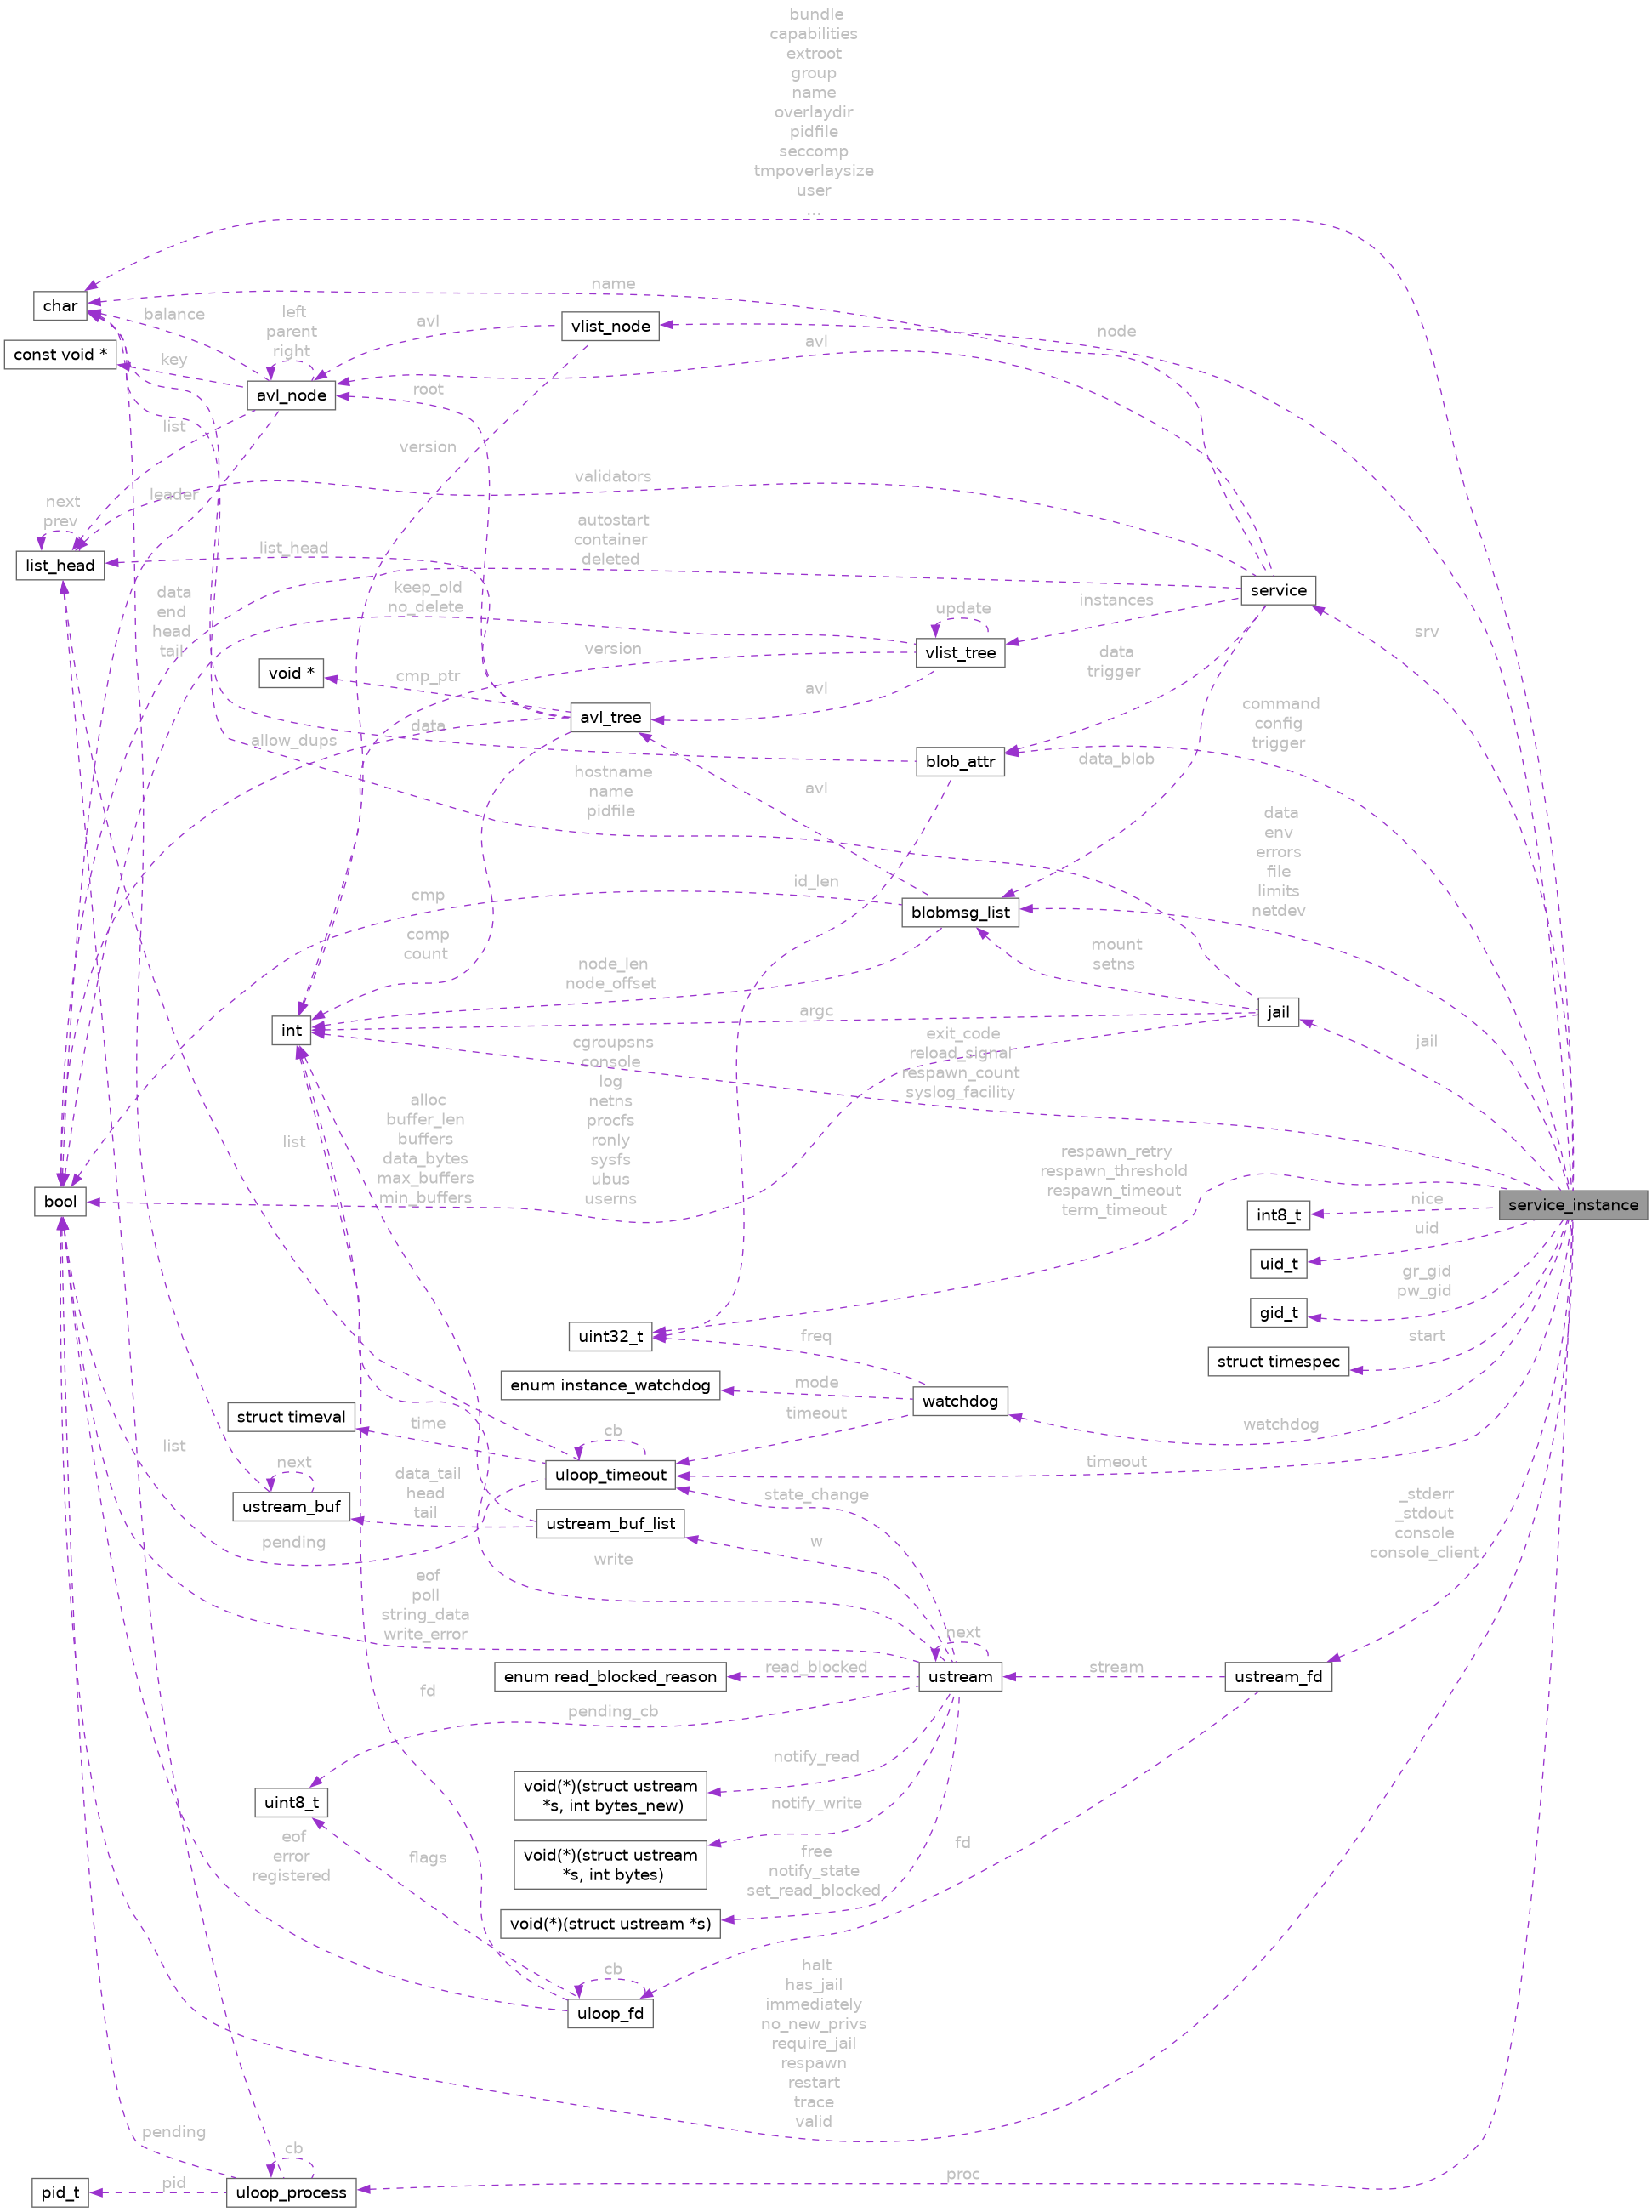 bundle
capabilities
extroot
group
name
overlaydir
pidfile
seccomp
tmpoverlaysize
user
...
char
name
balance
left
parent
right
avl
vlist_node
node
const void *
key
avl_node
root
avl
list
version
leader
validators
next
prev
list_head
list_head
autostart
container
deleted
service
srv
data
end
head
tail
keep_old
no_delete
update
instances
vlist_tree
version
void *
cmp_ptr
avl
data
trigger
avl_tree
data
allow_dups
blob_attr
command
config
trigger
data_blob
hostname
name
pidfile
avl
data
env
errors
file
limits
netdev
id_len
cmp
blobmsg_list
comp
count
node_len
node_offset
mount
setns
int
argc
jail
jail
cgroupsns
console
log
netns
procfs
ronly
sysfs
ubus
userns
exit_code
reload_signal
respawn_count
syslog_facility
alloc
buffer_len
buffers
data_bytes
max_buffers
min_buffers
list
respawn_retry
respawn_threshold
respawn_timeout
term_timeout
bool
service_instance
nice
int8_t
uid
uid_t
gr_gid
pw_gid
gid_t
start
struct timespec
uint32_t
freq
enum instance_watchdog
mode
watchdog
watchdog
timeout
struct timeval
time
cb
uloop_timeout
timeout
list
next
ustream_buf
data_tail
head
tail
ustream_buf_list
state_change
w
pending
write
_stderr
_stdout
console
console_client
eof
poll
string_data
write_error
next
ustream
enum read_blocked_reason
read_blocked
stream
ustream_fd
fd
pending_cb
notify_read
void(*)(struct ustream
*s, int bytes_new)
uint8_t
notify_write
void(*)(struct ustream
*s, int bytes)
flags
eof
error
registered
free
notify_state
set_read_blocked
void(*)(struct ustream *s)
fd
cb
uloop_fd
halt
has_jail
immediately
no_new_privs
require_jail
respawn
restart
trace
valid
pending
cb
pid_t
pid
uloop_process
proc